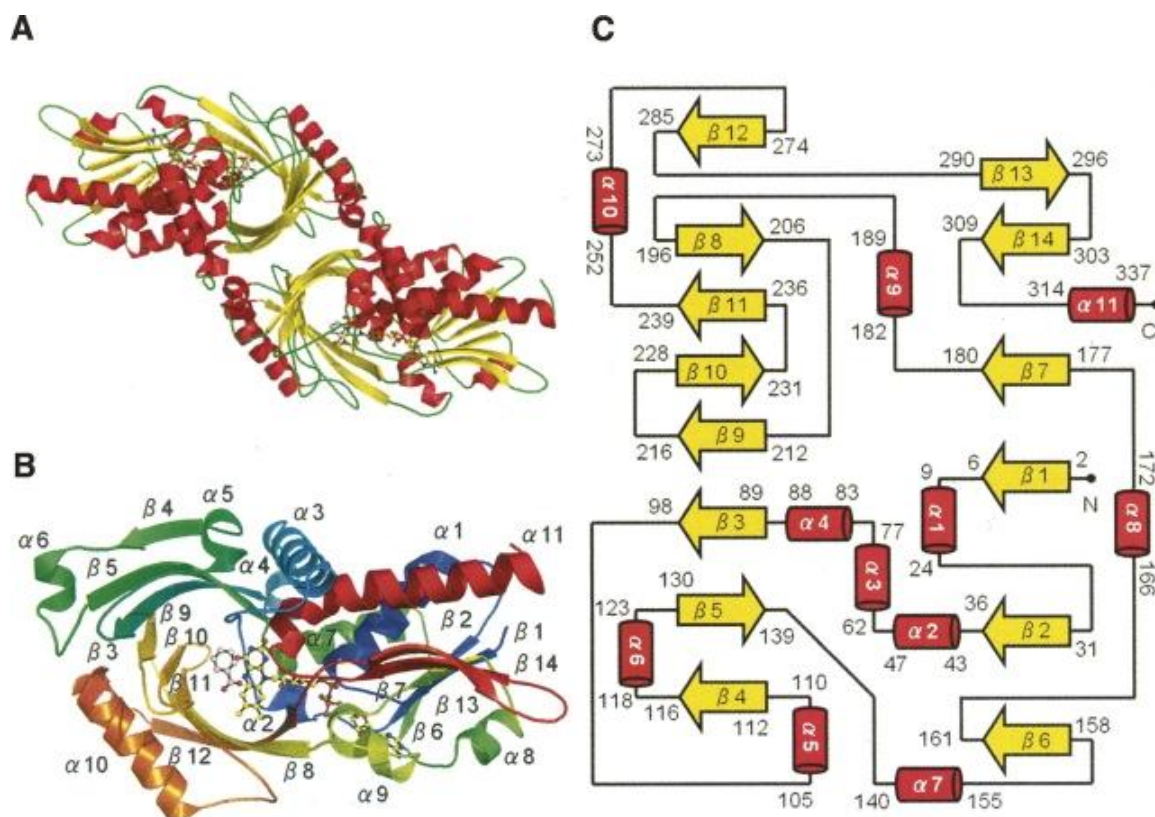 A
B
α6
β4
α5
α3
α1
α11
β5
α4
β9
α7
β2
β1
β3
β10
β11
β14
α2
β7
β13
β6
β12
α10
β8
α9
α8
C
285
β12
274
273
α10
252
290
β13
296
309
β14
303
337
314
α11
C
196
β8
206
189
α9
182
236
β11
239
228
β10
231
180
β7
177
216
β9
212
9
6
β1
2
N
172
α8
166
98
β3
89
88
83
α4
77
α1
24
α3
62
α2
47
43
36
β2
31
130
β5
139
123
α6
118
116
β4
112
110
α5
105
161
β6
158
140
α7
155